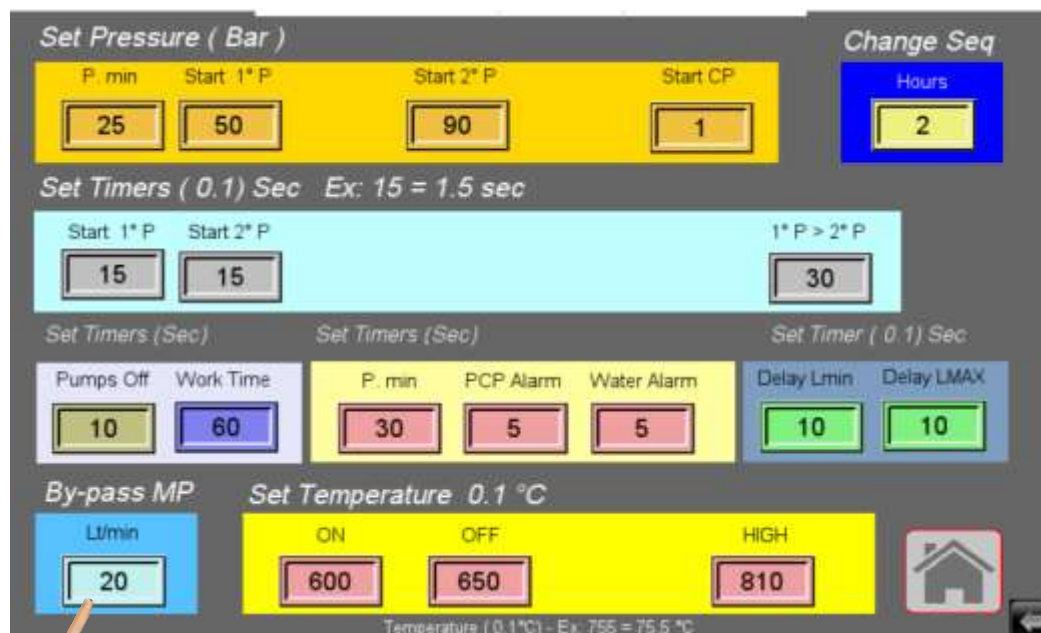 Set Pressure ( Bar )
Change Seq
P. min Start 1° P Start 2° P Start CP
Hours
25 50 90 1
2
Set Timers ( 0.1) Sec Ex: 15 = 1.5 sec
Start 1° P Start 2° P 1° P > 2° P
15 15 30
Set Timers (Sec) Set Timers (Sec) Set Timer ( 0.1) Sec
Pumps Off Work Time P. min PCP Alarm Water Alarm Delay Lmin Delay LMAX
10 60 30 5 5 10 10
By-pass MP Set Temperature 0.1 °C
Lt/min ON OFF HIGH
20 600 650 810
Temperature ( 0.1°C) - Ex: 755 = 75.5 °C